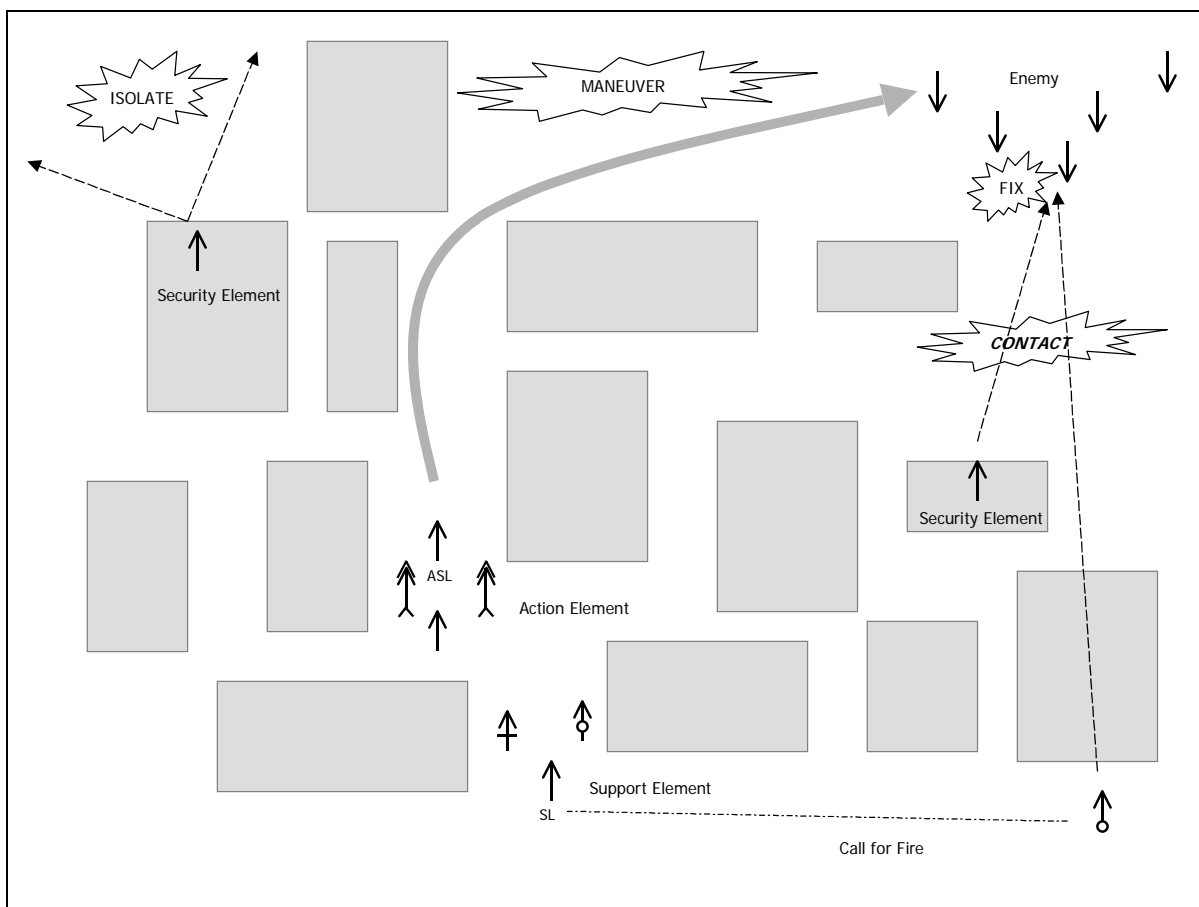 ISOLATE
MANEUVER
Enemy
FIX
Security Element
CONTACT
Security Element
ASL
Action Element
Support Element
SL
Call for Fire